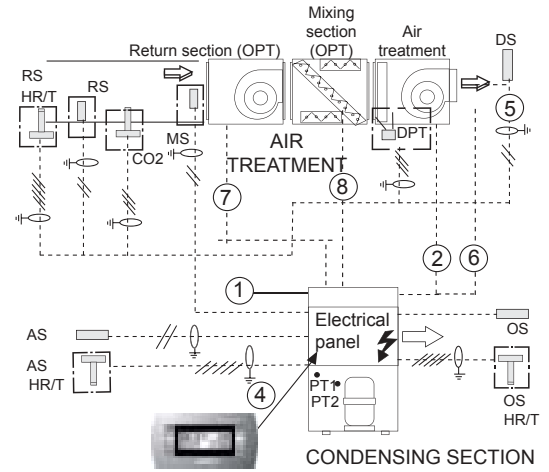 Mixing
section
(OPT)
Return section (OPT)
Air
treatment
DS
RS
HR/T
RS
MS
CO2
AIR
TREATMENT
DPT
5
7
8
2
6
1
Electrical
panel
OS
AS
AS
HR/T
4
PT1
PT2
OS
HR/T
CONDENSING SECTION